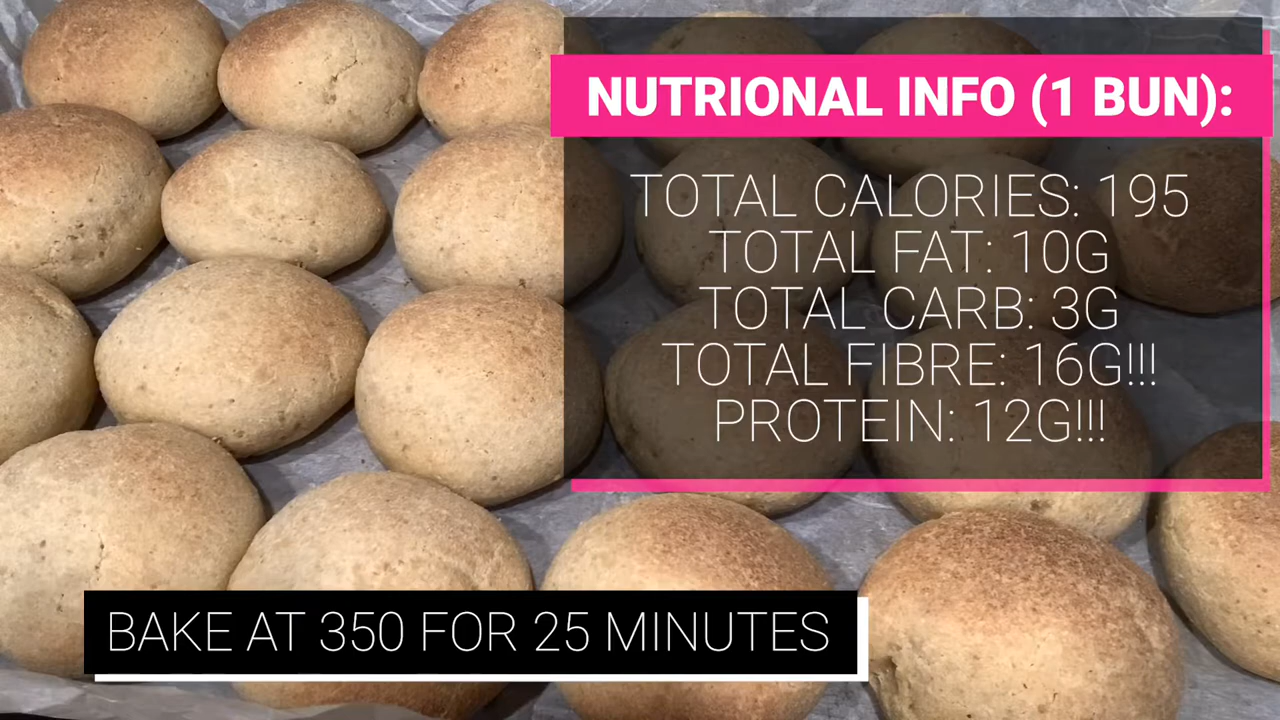 NUTRIONAL INFO (1 BUN):
TOTAL CALORIES: 195
TOTAL FAT: 10G
TOTAL CARB: 3G
TOTAL FIBRE: 16G!!!
PROTEIN: 12G!!!
BAKE AT 350 FOR 25 MINUTES